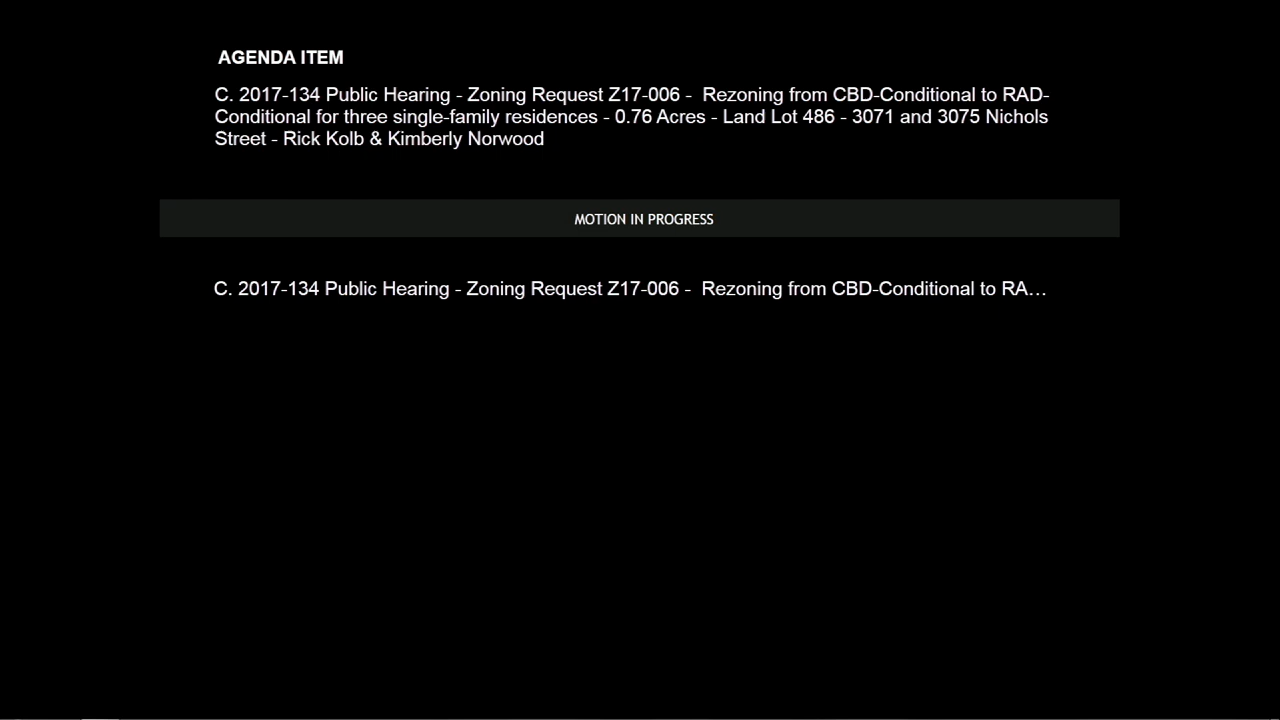 AGENDA ITEM
C. 2017-134 Public Hearing - Zoning Request Z17-006 -  Rezoning from CBD-Conditional to RAD-
Conditional for three single-family residences - 0.76 Acres - Land Lot 486 - 3071 and 3075 Nichols
Street - Rick Kolb & Kimberly Norwood
MOTION IN PROGRESS
C. 2017-134 Public Hearing - Zoning Request Z17-006 -  Rezoning from CBD-Conditional to RA…